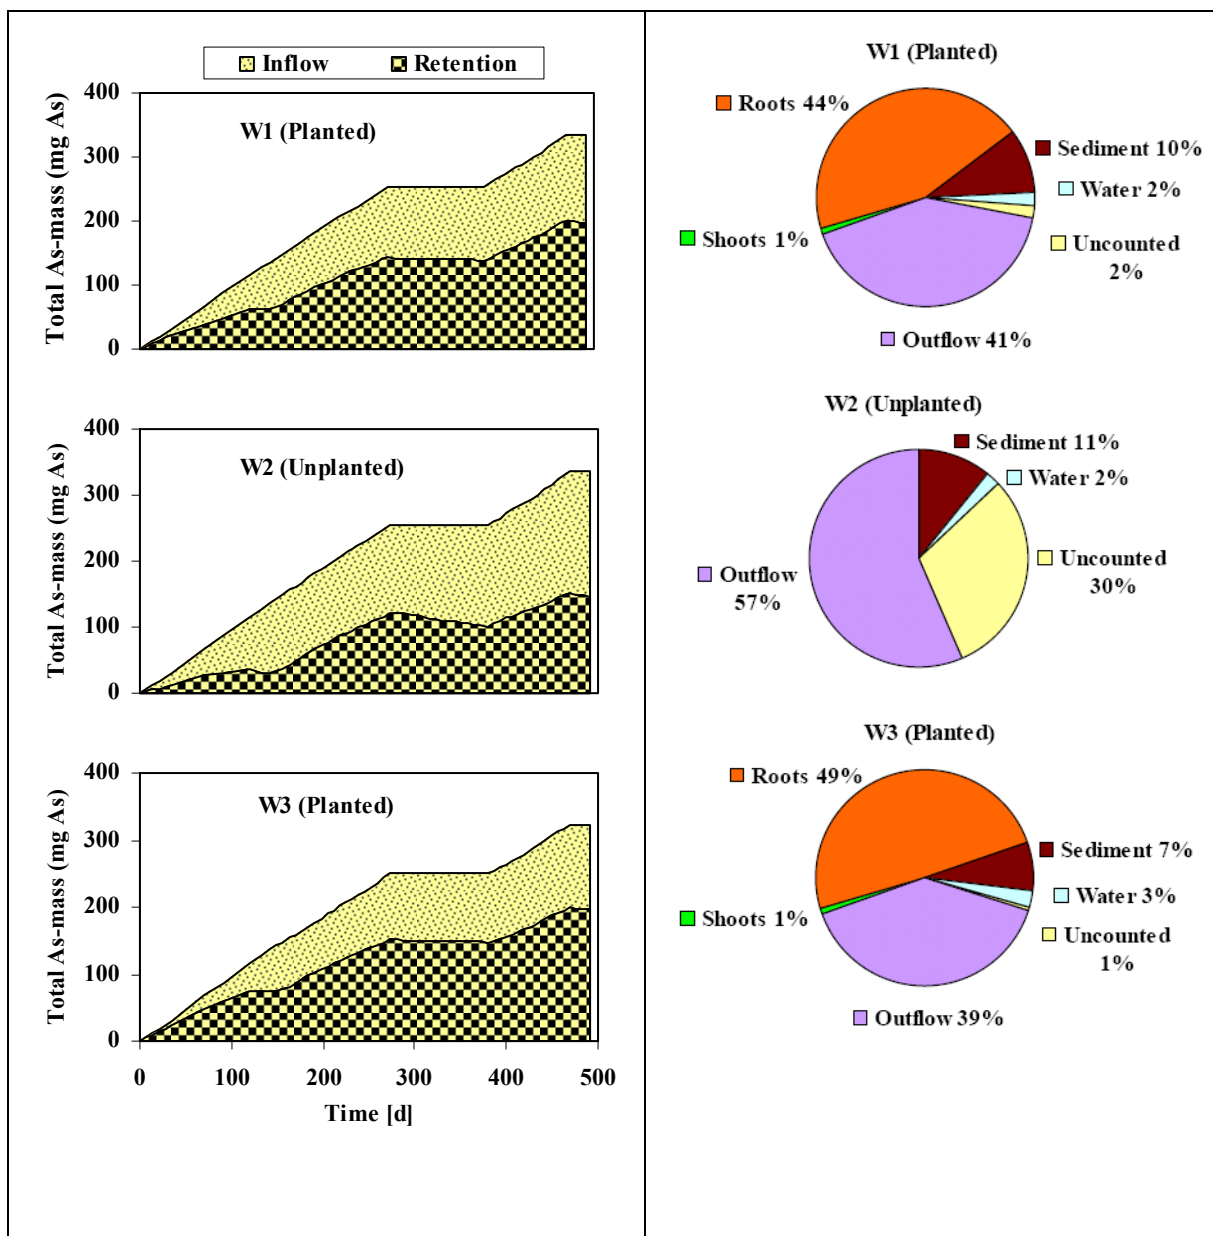 Inflow
Retention
Total As-mass (mg As)
400
300
200
100
0
W1 (Planted)
Total As-mass (mg As)
400
300
200
100
0
W2 (Unplanted)
Total As-mass (mg As)
400
300
200
100
0
W3 (Planted)
0
100
200
300
400
500
Time [d]
W1 (Planted)
Roots 44%
Sediment 10%
Water 2%
Uncounted
2%
Shoots 1%
Outflow 41%
W2 (Unplanted)
Sediment 11%
Water 2%
Uncounted
30%
Outflow
57%
W3 (Planted)
Roots 49%
Sediment 7%
Water 3%
Uncounted
1%
Shoots 1%
Outflow 39%